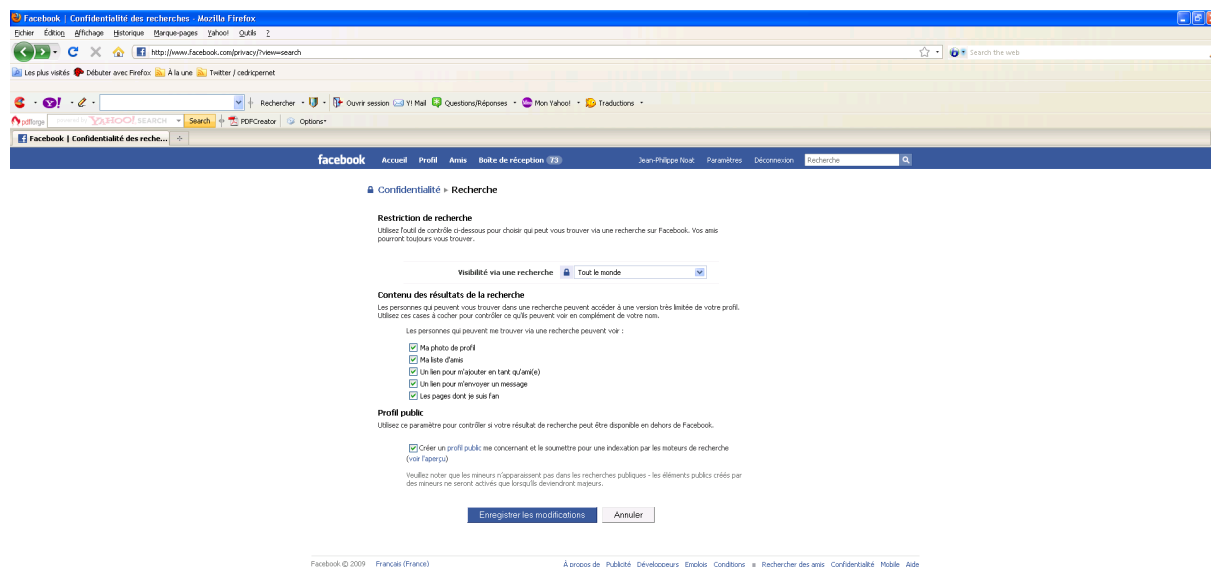 Facebook | Confidentialité des recherches - Mozilla Firefox
Fichier Édition Affichage Historique Marque-pages Yahoo! Outils ?
http://www.facebook.com/privacy/?view=search
Search the web
Les plus visités Débuter avec Firefox À la une Twitter / cedricpernet
Y! Rechercher Ouvrir session Y! Mail Questions/Réponses Mon Yahoo! Traductions
pdfforge powered by YAHOO! SEARCH Search PDFCreator Options
Facebook | Confidentialité des reche...
facebook Accueil Profil Amis Boîte de réception 73 Jean-Philippe Noat Paramètres Déconnexion Recherche
Confidentialité ▸ Recherche
Restriction de recherche
Utilisez l'outil de contrôle ci-dessous pour choisir qui peut vous trouver via une recherche sur Facebook. Vos amis
pourront toujours vous trouver.
Visibilité via une recherche Tout le monde
Contenu des résultats de la recherche
Les personnes qui peuvent vous trouver dans une recherche peuvent accéder à une version très limitée de votre profil.
Utilisez ces cases à cocher pour contrôler ce qu'ils peuvent voir en complément de votre nom.
Les personnes qui peuvent me trouver via une recherche peuvent voir :
Ma photo de profil
Ma liste d'amis
Un lien pour m'ajouter en tant qu'ami(e)
Un lien pour m'envoyer un message
Les pages dont je suis fan
Profil public
Utilisez ce paramètre pour contrôler si votre résultat de recherche peut être disponible en dehors de Facebook.
Créer un profil public me concernant et le soumettre pour une indexation par les moteurs de recherche
(voir l'aperçu)
Veuillez noter que les mineurs n'apparaissent pas dans les recherches publiques - les éléments publics créés par
des mineurs ne seront activés que lorsqu'ils deviendront majeurs.
Enregistrer les modifications Annuler
Facebook © 2009 Français (France) À propos de Publicité Développeurs Emplois Conditions Rechercher des amis Confidentialité Mobile Aide